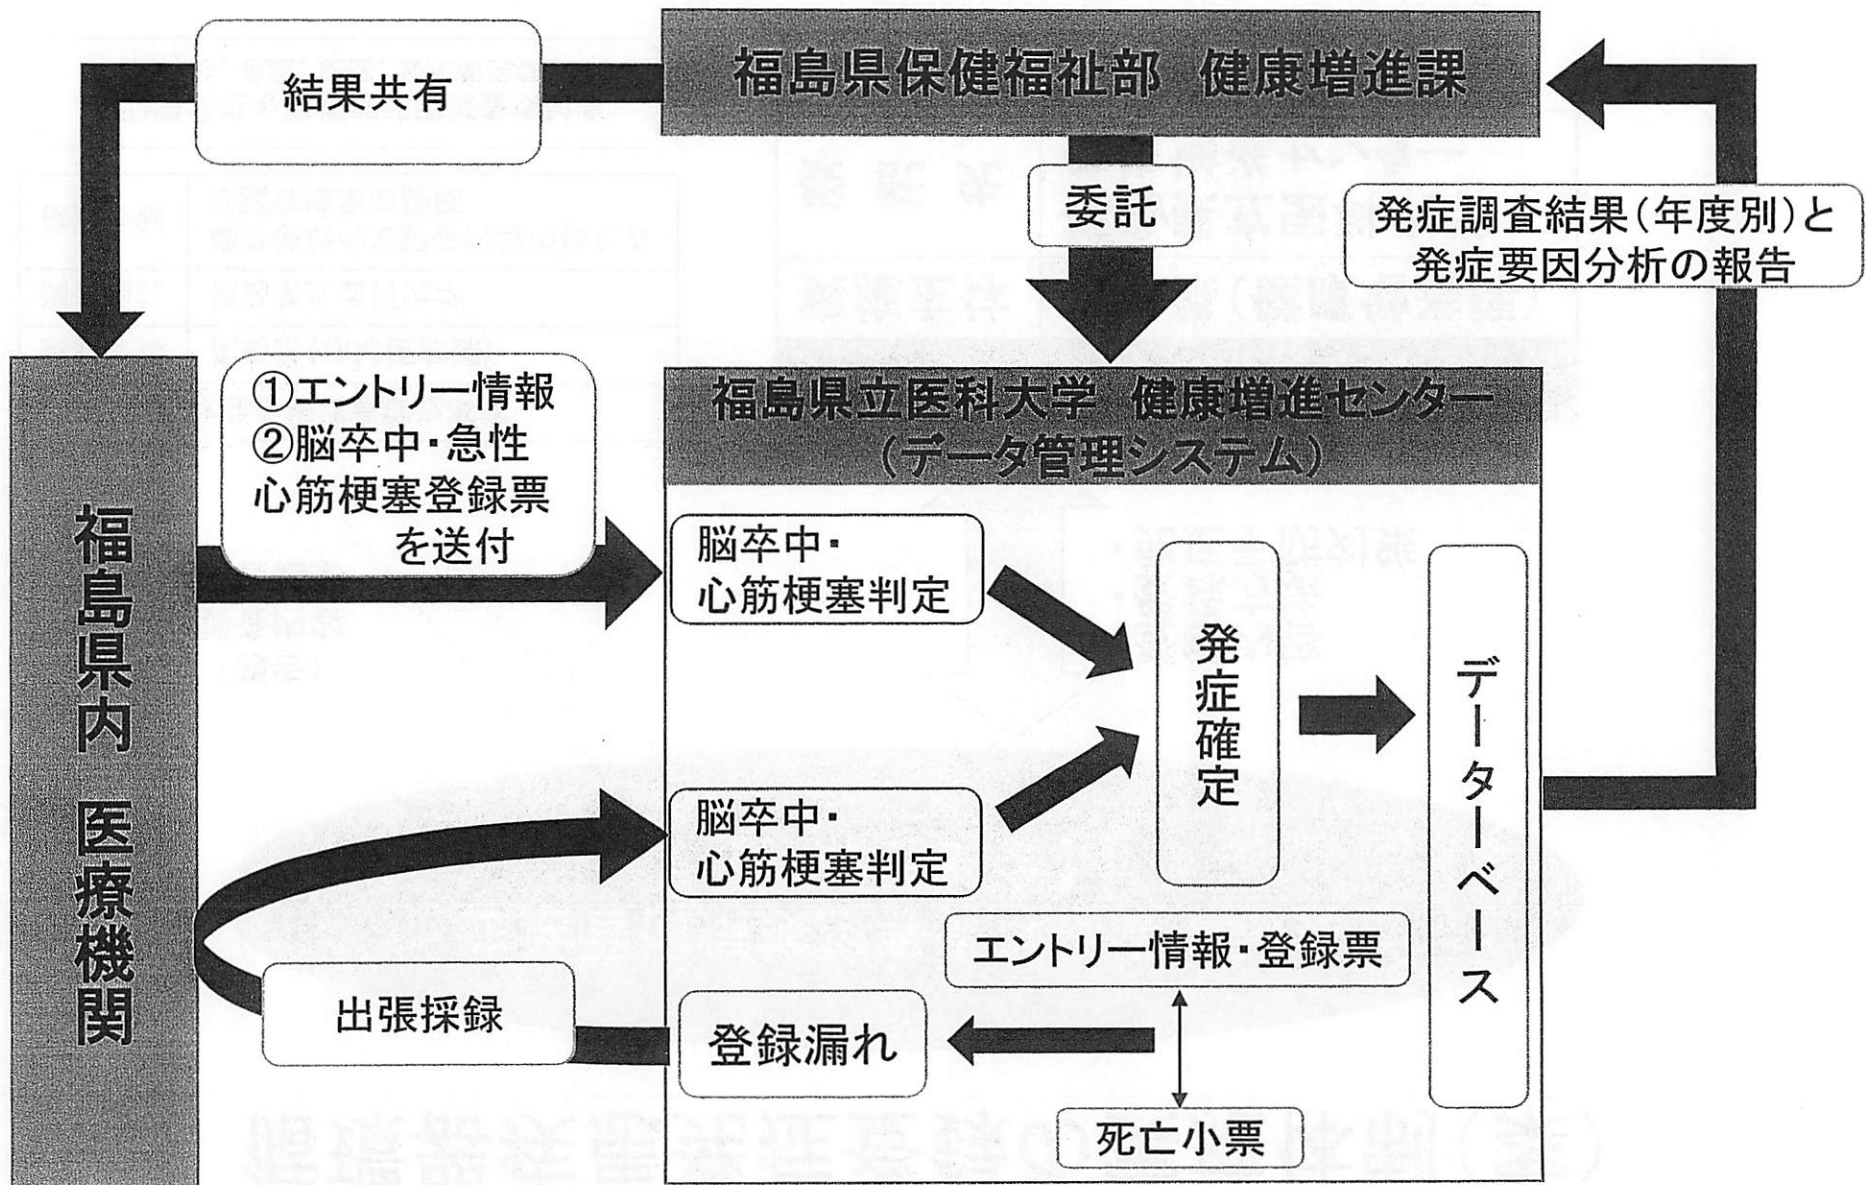 福島県保健福祉部 健康増進課
結果共有
委託
発症調査結果(年度別)と
発症要因分析の報告
福島県内 医療機関
①エントリー情報
②脳卒中・急性
心筋梗塞登録票
を送付
福島県立医科大学 健康増進センター
(データ管理システム)
脳卒中・
心筋梗塞判定
発症確定
データーベース
脳卒中・
心筋梗塞判定
エントリー情報・登録票
出張採録
登録漏れ
死亡小票